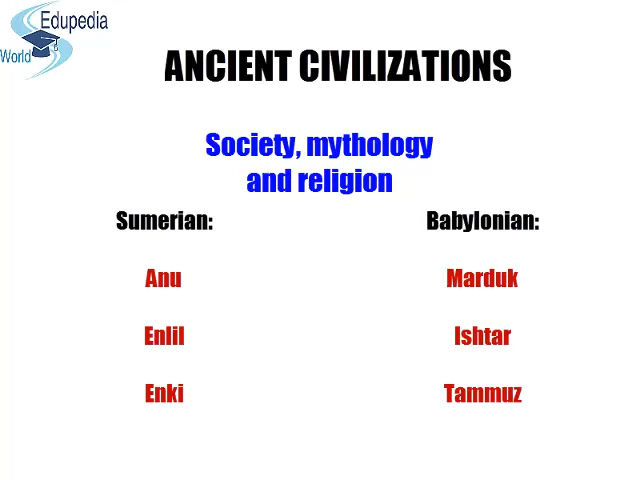 Edupedia
World
ANCIENT CIVILIZATIONS
Society, mythology
and religion
Sumerian: Babylonian:
Anu Marduk
Enlil Ishtar
Enki Tammuz